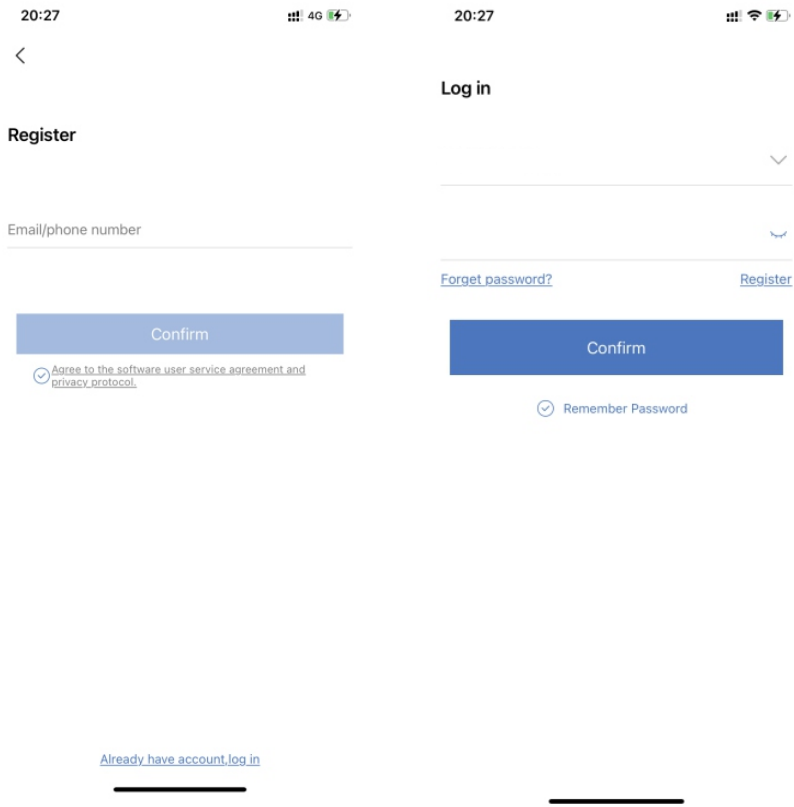 20:27
4G
Register
Email/phone number
Confirm
Agree to the software user service agreement and
privacy protocol.
Already have account,log in
20:27
Log in
Forget password?
Register
Confirm
Remember Password